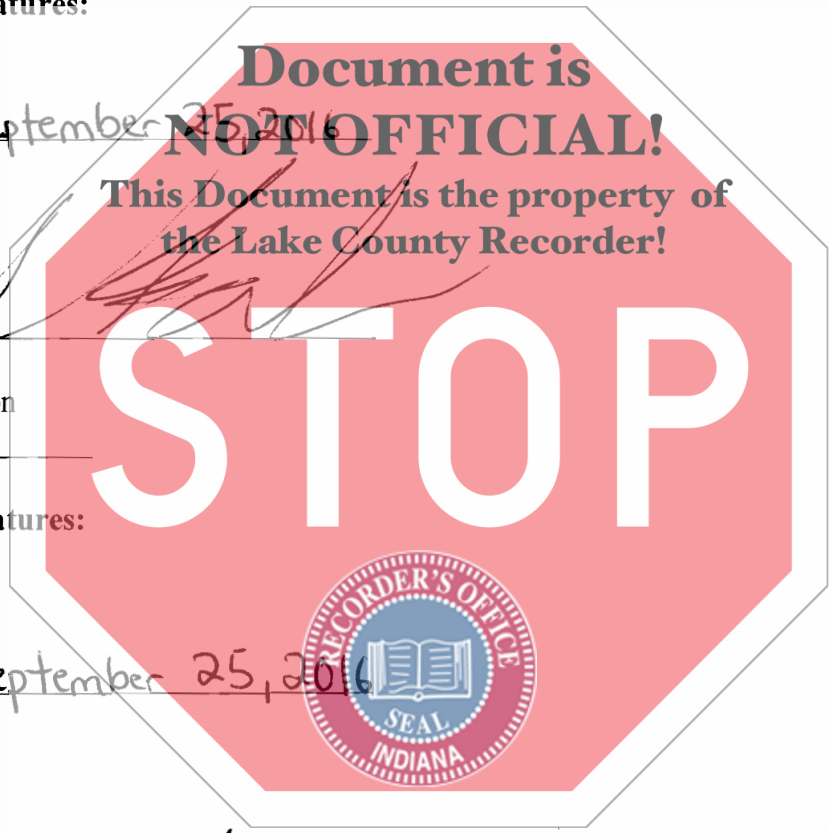 atures:
Document is
ptember 25, 2016
NOT OFFICIAL!
This Document is the property of
the Lake County Recorder!
STOP
n
atures:
RECORDER'S OFFICE
eptember 25, 2016
SEAL
INDIANA